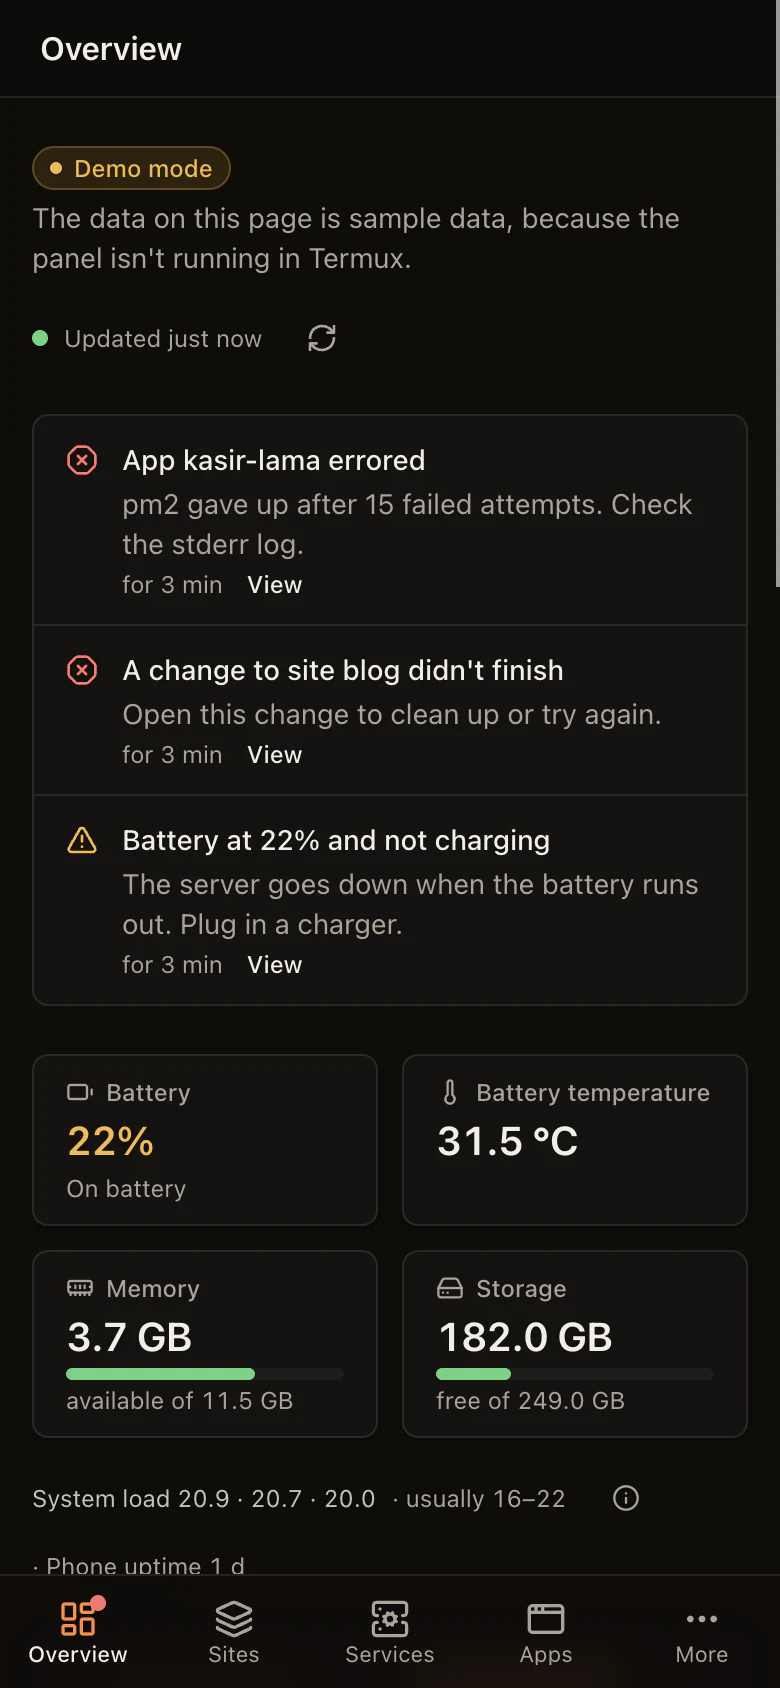 Overview
Demo mode
The data on this page is sample data, because the
panel isn't running in Termux.
Updated just now
App kasir-lama errored
pm2 gave up after 15 failed attempts. Check
the stderr log.
for 3 min View
A change to site blog didn't finish
Open this change to clean up or try again.
for 3 min View
Battery at 22% and not charging
The server goes down when the battery runs
out. Plug in a charger.
for 3 min View
Battery
22%
On battery
Battery temperature
31.5 °C
Memory
3.7 GB
available of 11.5 GB
Storage
182.0 GB
free of 249.0 GB
System load 20.9 · 20.7 · 20.0 · usually 16–22
· Phone uptime 1 d
Overview
Sites
Services
Apps
More